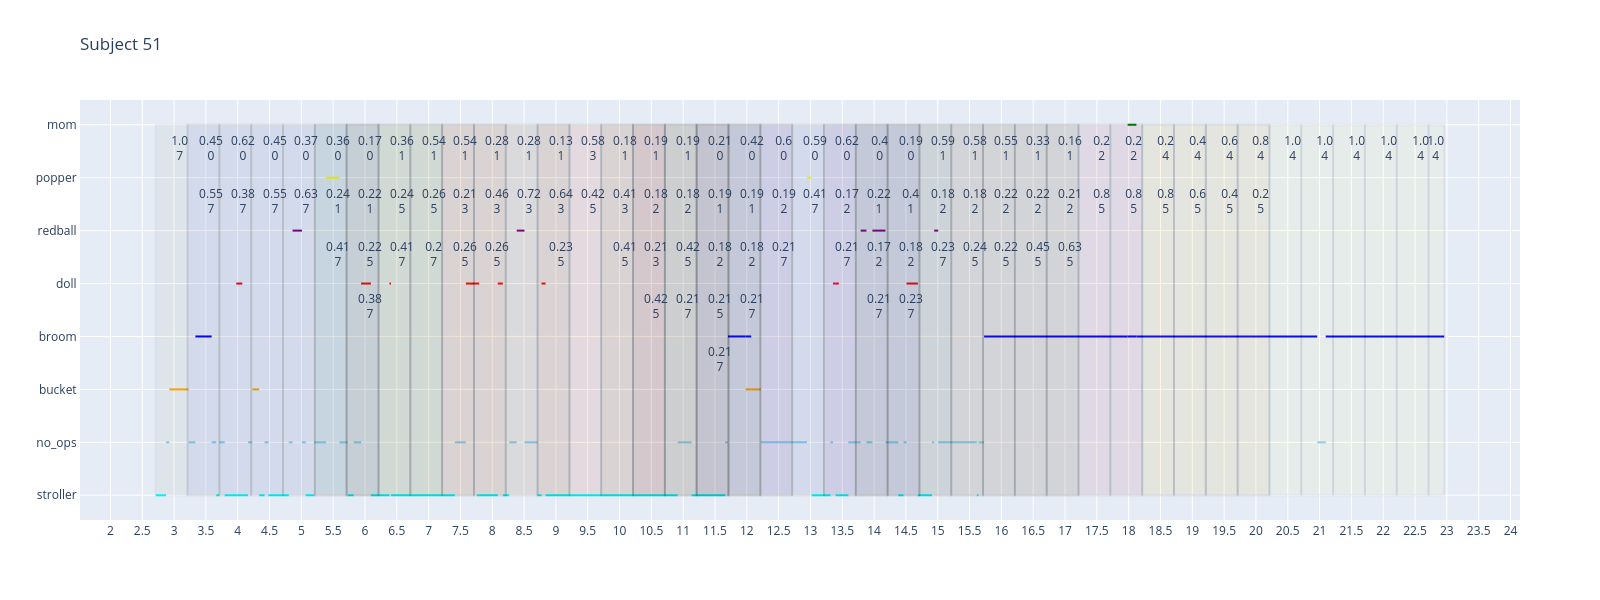 Subject 51
mom
1.0 0.45 0.62 0.45 0.37 0.36 0.17 0.36 0.54 0.54 0.28 0.28 0.13 0.58 0.18 0.19 0.19 0.21 0.42 0.6 0.59 0.62 0.4 0.19 0.59 0.58 0.55 0.33 0.16 0.2 0.2 0.2 0.4 0.6 0.8 1.0 1.0 1.0 1.0 1.0 1.0
7 0 0 0 0 0 0 1 1 1 1 1 1 3 1 1 1 0 0 0 0 0 0 0 1 1 1 1 1 2 2 4 4 4 4 4 4 4 4 4 4
popper
0.55 0.38 0.55 0.63 0.24 0.22 0.24 0.26 0.21 0.46 0.72 0.64 0.42 0.41 0.18 0.18 0.19 0.19 0.19 0.41 0.17 0.22 0.4 0.18 0.18 0.22 0.22 0.21 0.8 0.8 0.8 0.6 0.4 0.2
7 7 7 7 1 1 5 5 3 3 3 3 5 3 2 2 1 1 2 7 2 1 1 2 2 2 2 2 5 5 5 5 5 5
redball
0.41 0.22 0.41 0.2 0.26 0.26 0.23 0.41 0.21 0.42 0.18 0.18 0.21 0.21 0.17 0.18 0.23 0.24 0.22 0.45 0.63
7 5 7 7 5 5 5 5 3 5 2 2 7 7 2 2 7 5 5 5 5
doll
0.38 0.42 0.21 0.21 0.21 0.21 0.23
7 5 7 5 7 7 7
broom
0.21
7
bucket
no_ops
stroller
2 2.5 3 3.5 4 4.5 5 5.5 6 6.5 7 7.5 8 8.5 9 9.5 10 10.5 11 11.5 12 12.5 13 13.5 14 14.5 15 15.5 16 16.5 17 17.5 18 18.5 19 19.5 20 20.5 21 21.5 22 22.5 23 23.5 24